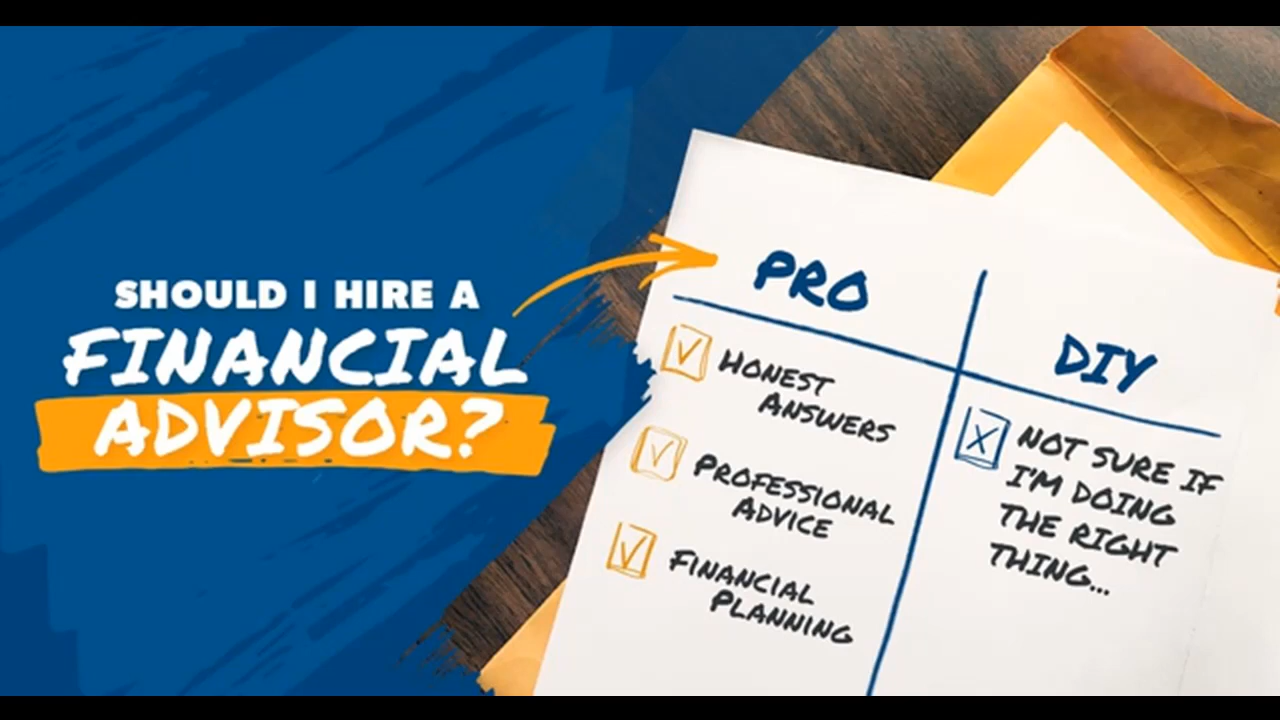 SHOULD I HIRE A
FINANCIAL
ADVISOR?
PRO
HONEST
ANSWERS
PROFESSIONAL
ADVICE
FINANCIAL
PLANNING
DIY
NOT SURE IF
I'M DOING
THE RIGHT
THING...